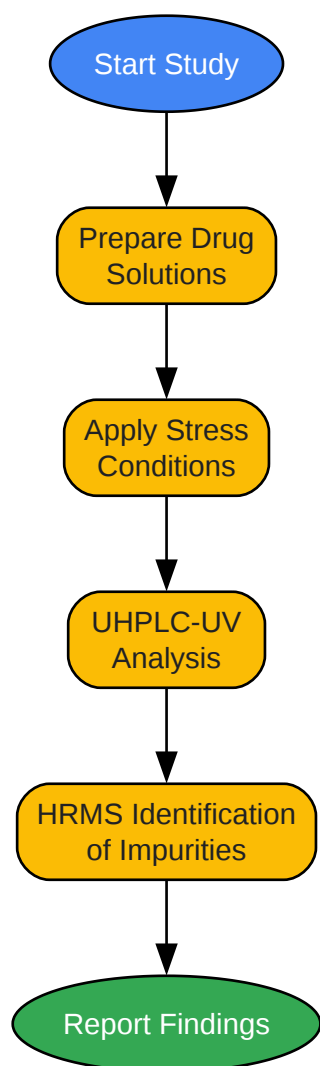 Start Study
Prepare Drug
Solutions
Apply Stress
Conditions
UHPLC-UV
Analysis
HRMS Identification
of Impurities
Report Findings